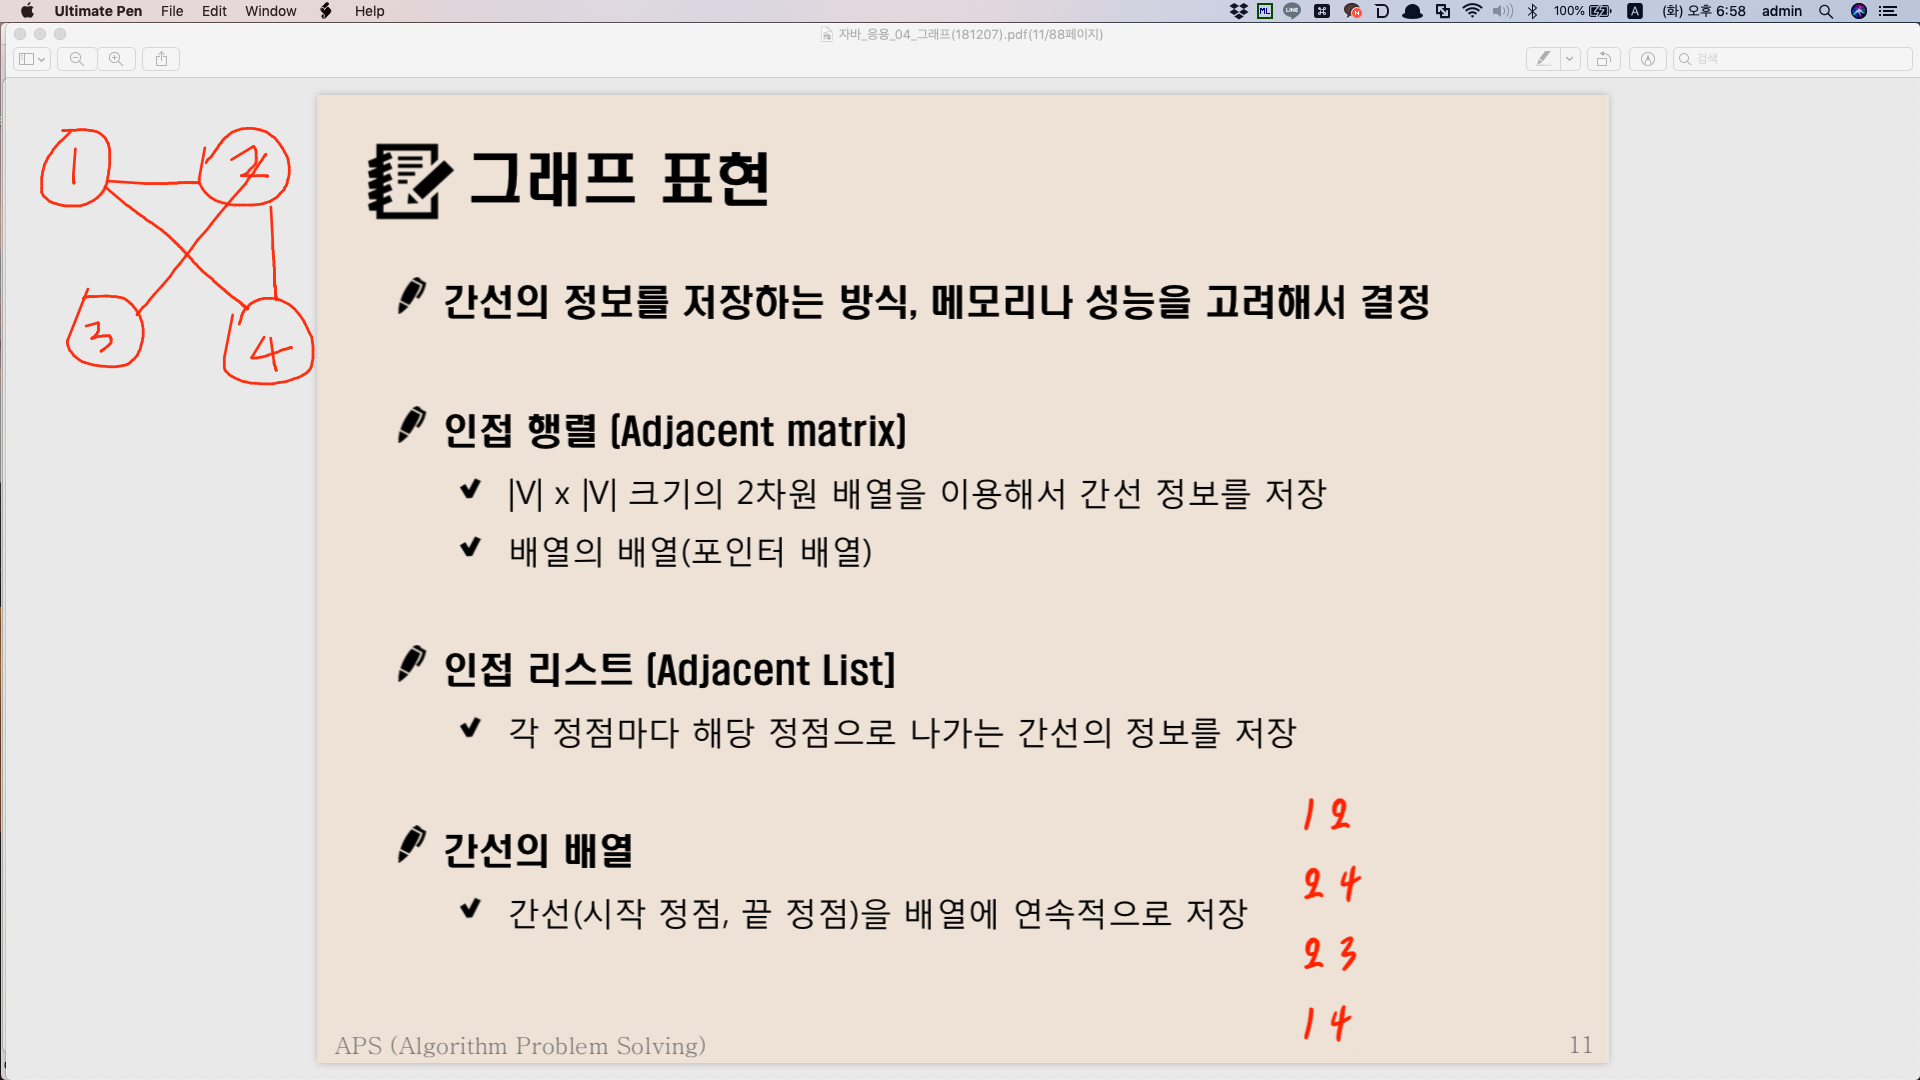 Ultimate Pen File Edit Window Help 100% (화) 오후 6:58 admin
자바_응용_04_그래프(181207).pdf(11/88페이지)
검색
1 2
3 4
그래프 표현
간선의 정보를 저장하는 방식, 메모리나 성능을 고려해서 결정
인접 행렬 (Adjacent matrix)
|V| x |V| 크기의 2차원 배열을 이용해서 간선 정보를 저장
배열의 배열(포인터 배열)
인접 리스트 (Adjacent List]
각 정점마다 해당 정점으로 나가는 간선의 정보를 저장
간선의 배열
간선(시작 정점, 끝 정점)을 배열에 연속적으로 저장
1 2
2 4
2 3
1 4
APS (Algorithm Problem Solving) 11